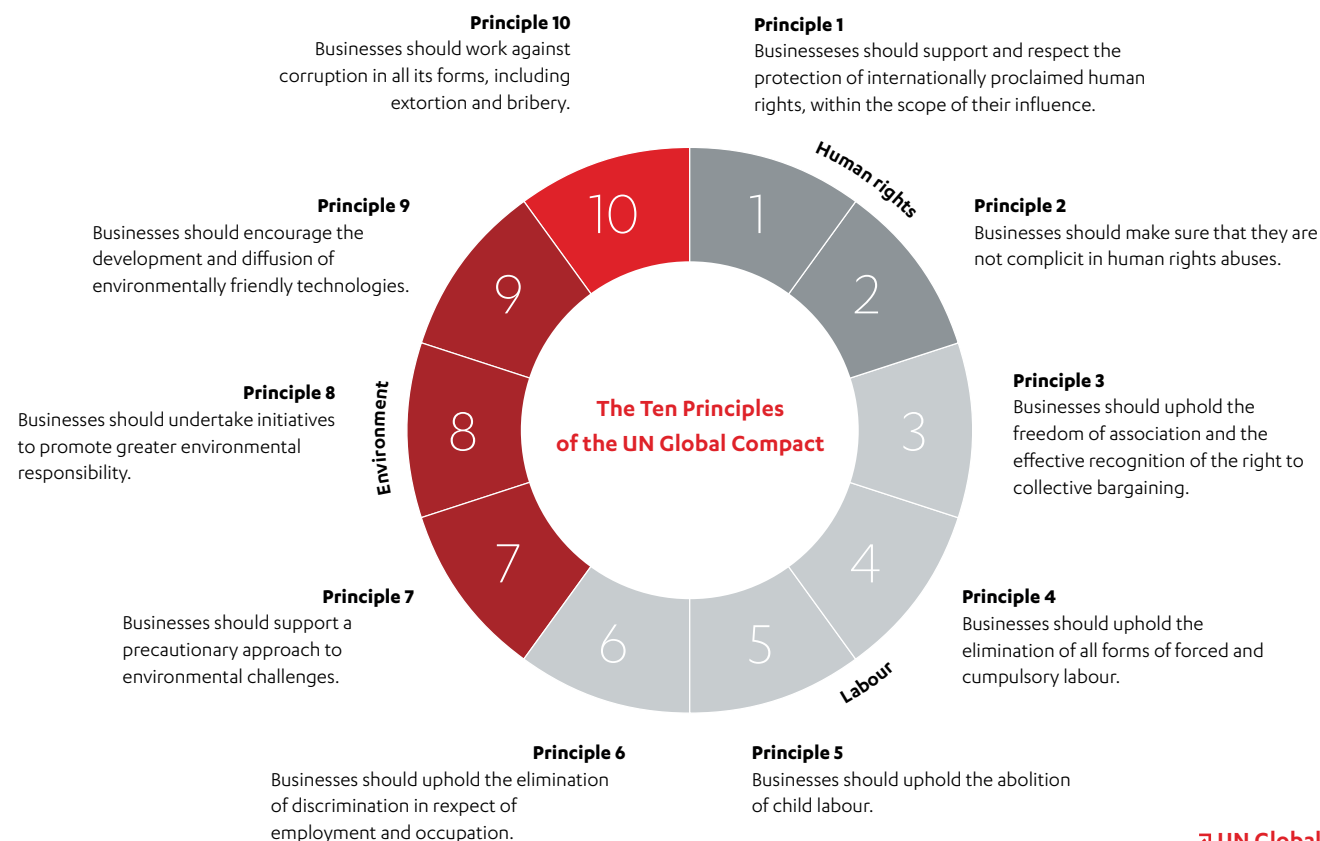 Principle 10
Businesses should work against
corruption in all its forms, including
extortion and bribery.
Principle 1
Businesseses should support and respect the
protection of internationally proclaimed human
rights, within the scope of their influence.
Human rights
Principle 9
Businesses should encourage the
development and diffusion of
environmentally friendly technologies.
10
1
Principle 2
Businesses should make sure that they are
not complicit in human rights abuses.
9
2
Principle 8
Businesses should undertake initiatives
to promote greater environmental
responsibility.
Environment
8
The Ten Principles
of the UN Global Compact
3
Principle 3
Businesses should uphold the
freedom of association and the
effective recognition of the right to
collective bargaining.
7
4
Principle 7
Businesses should support a
precautionary approach to
environmental challenges.
6
5
Labour
Principle 4
Businesses should uphold the
elimination of all forms of forced and
cumpulsory labour.
Principle 6
Businesses should uphold the elimination
of discrimination in rexpect of
employment and occupation.
Principle 5
Businesses should uphold the abolition
of child labour.
UN Global